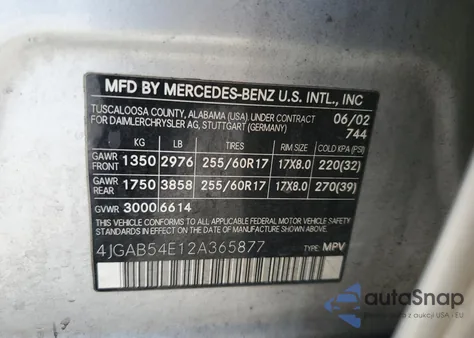 MFD BY MERCEDES-BENZ U.S. INTL., INC
TUSCALOOSA COUNTY, ALABAMA (USA). UNDER CONTRACT 06/02
FOR DAIMLERCHRYSLER AG, STUTTGART (GERMANY) 744
KG LB TIRES RIM SIZE COLD KPA (PSI)
GAWR FRONT 1350 2976 255/60R17 17X8.0 220(32)
GAWR REAR 1750 3858 255/60R17 17X8.0 270(39)
GVWR 3000 6614
THIS VEHICLE CONFORMS TO ALL APPLICABLE U.S. FEDERAL MOTOR VEHICLE SAFETY
STANDARDS IN EFFECT ON THE DATE OF MANUFACTURE SHOWN ABOVE.
4JGAB54E12A365877 TYPE: MPV
autoSnap